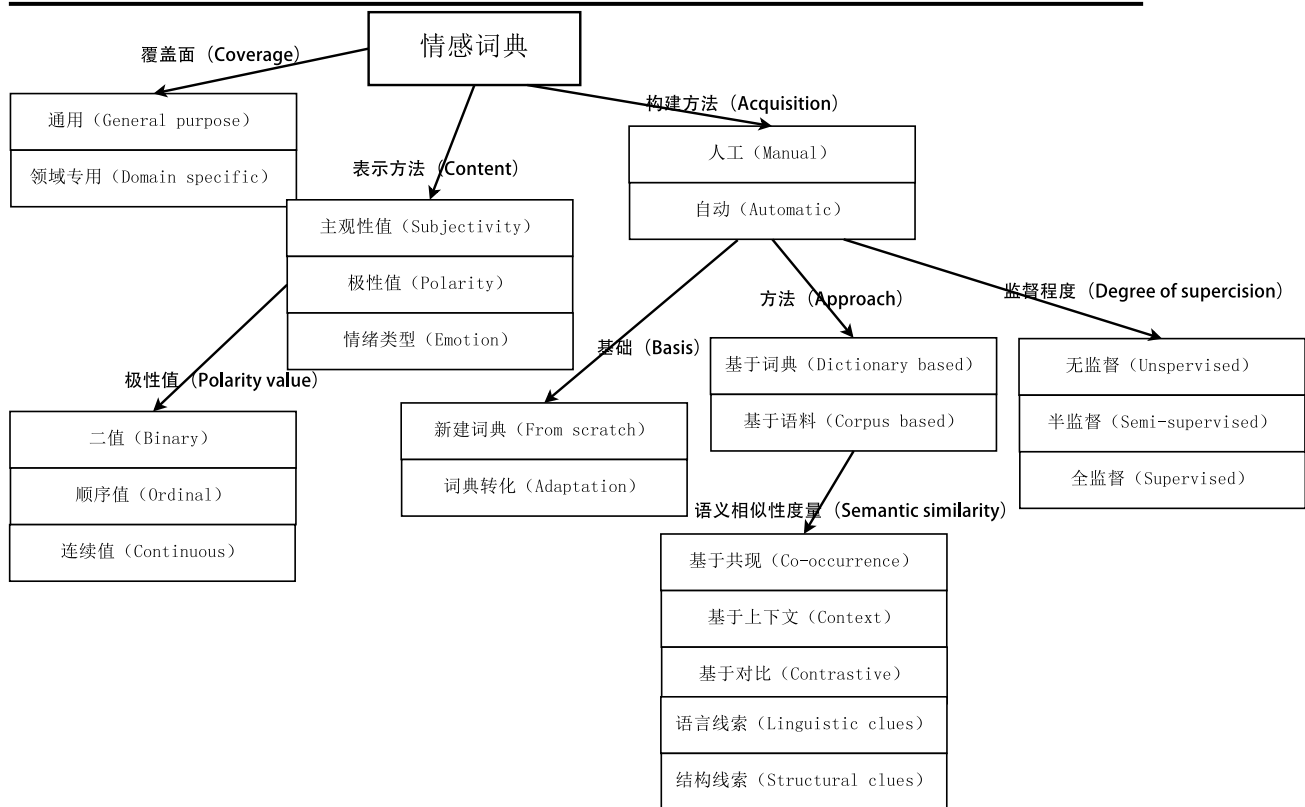 情感词典
覆盖面（Coverage）
通用（General purpose）
领域专用（Domain specific）
表示方法（Content）
主观性值（Subjectivity）
极性值（Polarity）
情绪类型（Emotion）
极性值（Polarity value）
二值（Binary）
顺序值（Ordinal）
连续值（Continuous）
构建方法（Acquisition）
人工（Manual）
自动（Automatic）
基础（Basis）
新建词典（From scratch）
词典转化（Adaptation）
方法（Approach）
基于词典（Dictionary based）
基于语料（Corpus based）
语义相似性度量（Semantic similarity）
基于共现（Co-occurrence）
基于上下文（Context）
基于对比（Contrastive）
语言线索（Linguistic clues）
结构线索（Structural clues）
监督程度（Degree of supercision）
无监督（Unspervised）
半监督（Semi-supervised）
全监督（Supervised）